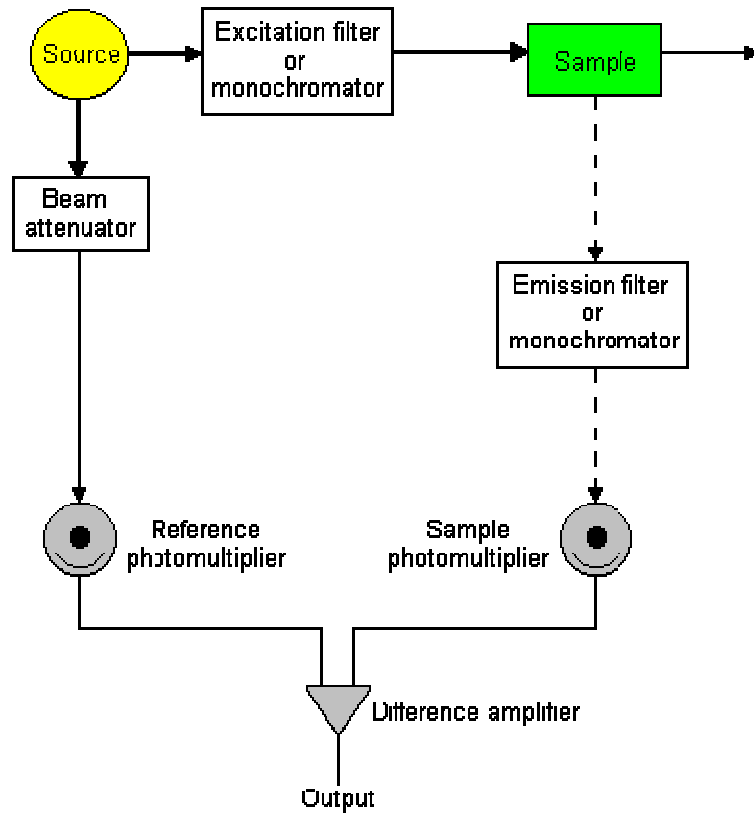 Source
Excitation filter
or
monochromator
Sample
Beam
attenuator
Emission filter
or
monochromator
Reference
photomultiplier
Sample
photomultiplier
Difference amplifier
Output